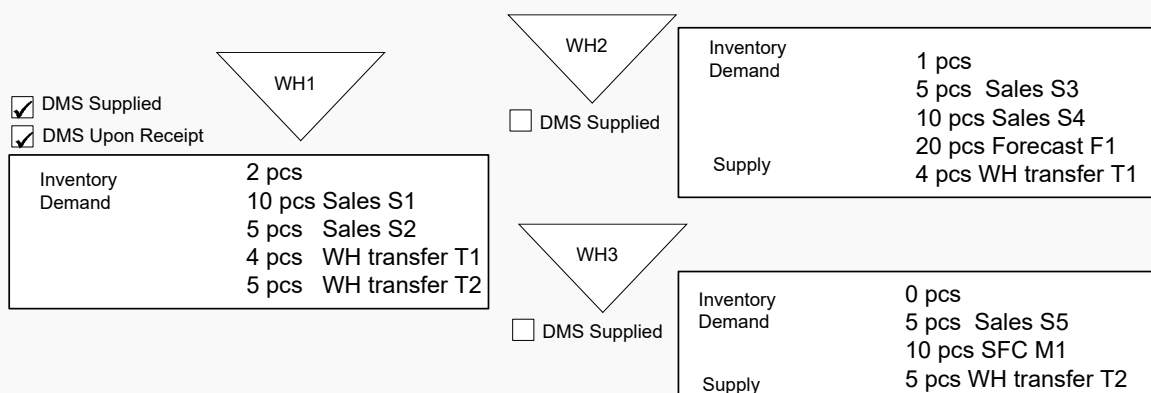 WH1
DMS Supplied
DMS Upon Receipt
Inventory 2 pcs
Demand 10 pcs Sales S1
5 pcs Sales S2
4 pcs WH transfer T1
5 pcs WH transfer T2
WH2
DMS Supplied
Inventory 1 pcs
Demand 5 pcs Sales S3
10 pcs Sales S4
20 pcs Forecast F1
Supply 4 pcs WH transfer T1
WH3
DMS Supplied
Inventory 0 pcs
Demand 5 pcs Sales S5
10 pcs SFC M1
Supply 5 pcs WH transfer T2